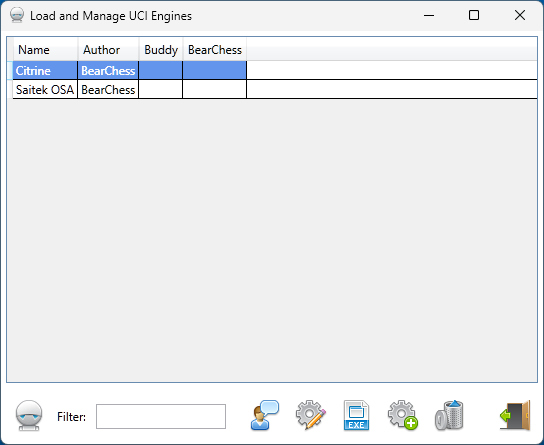 Load and Manage UCI Engines
Name Author Buddy BearChess
Citrine BearChess
Saitek OSA BearChess
Filter:
EXE